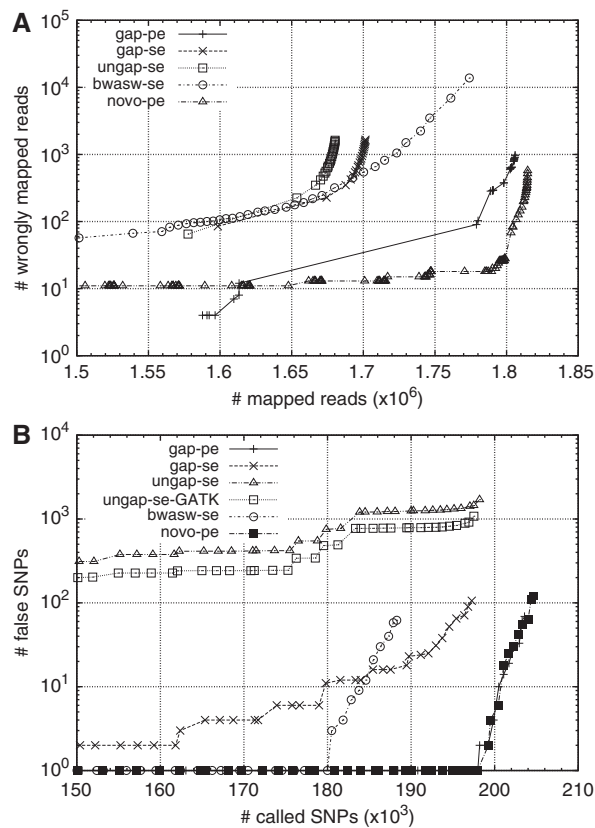 A
10^5
10^4
10^3
10^2
10^1
10^0
# wrongly mapped reads
gap-pe
gap-se
ungap-se
bwasw-se
novo-pe
1.5 1.55 1.6 1.65 1.7 1.75 1.8 1.85
# mapped reads (x10^6)
B
10^4
10^3
10^2
10^1
10^0
# false SNPs
gap-pe
gap-se
ungap-se
ungap-se-GATK
bwasw-se
novo-pe
150 160 170 180 190 200 210
# called SNPs (x10^3)